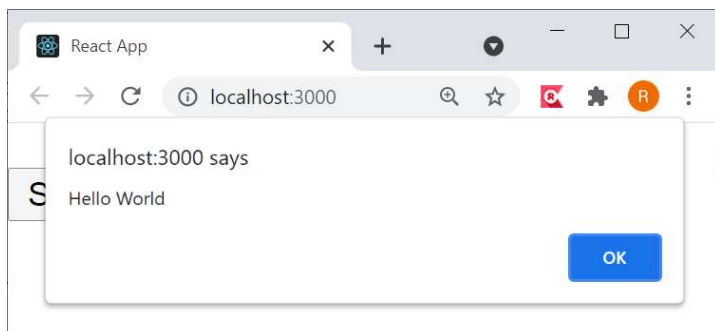 React App
localhost:3000
R
R
localhost:3000 says
Hello World
S
OK